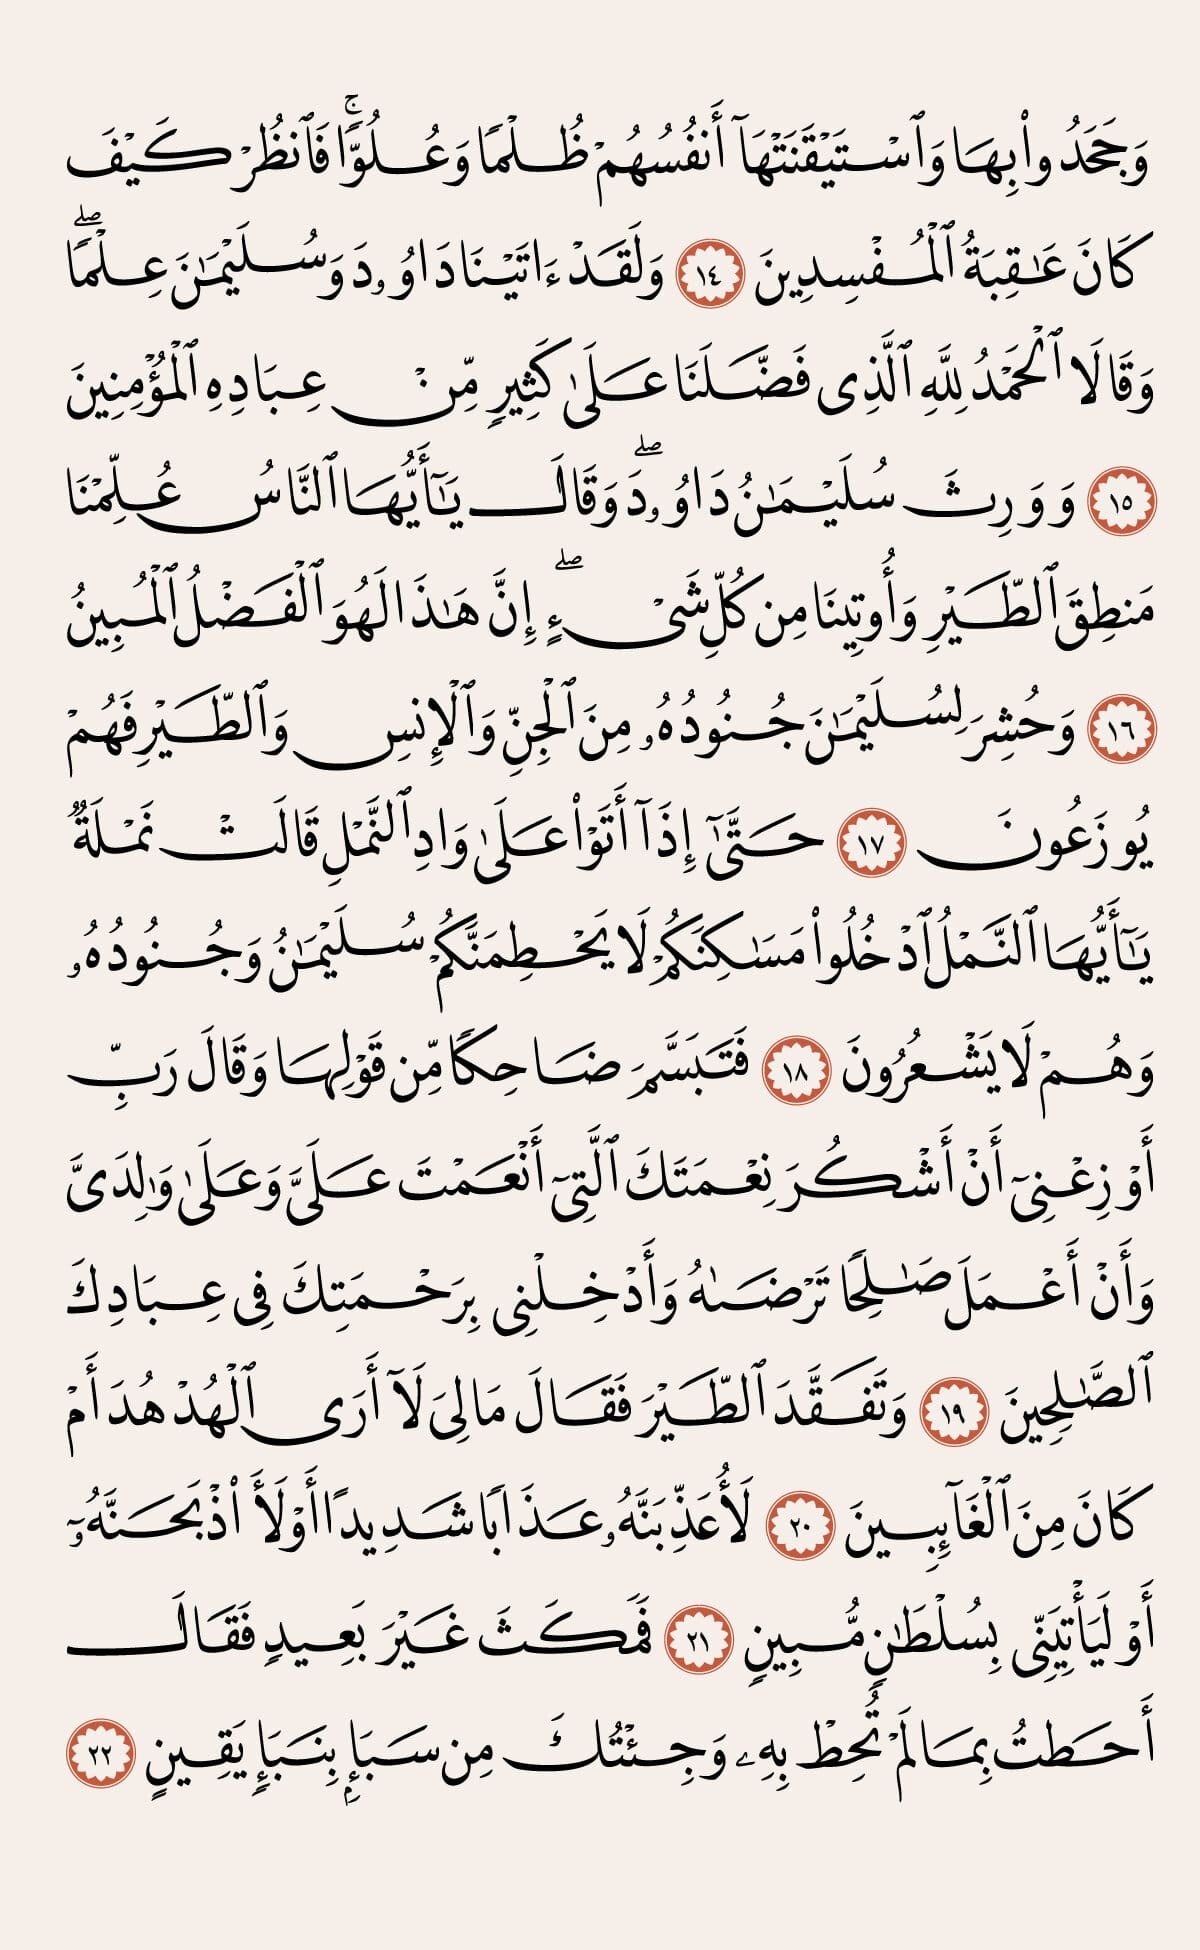 وَجَحَدُوا۟ بِهَا وَٱسْتَيْقَنَتْهَآ أَنفُسُهُمْ ظُلْمًا وَعُلُوًّا ۚ فَٱنظُرْ كَيْفَ
كَانَ عَـٰقِبَةُ ٱلْمُفْسِدِينَ ١٤ وَلَقَدْ ءَاتَيْنَا دَاوُۥدَ وَسُلَيْمَـٰنَ عِلْمًا ۖ
وَقَالَا ٱلْحَمْدُ لِلَّهِ ٱلَّذِى فَضَّلَنَا عَلَىٰ كَثِيرٍ مِّنْ عِبَادِهِ ٱلْمُؤْمِنِينَ
١٥ وَوَرِثَ سُلَيْمَـٰنُ دَاوُۥدَ ۖ وَقَالَ يَـٰٓأَيُّهَا ٱلنَّاسُ عُلِّمْنَا
مَنطِقَ ٱلطَّيْرِ وَأُوتِينَا مِن كُلِّ شَىْءٍ ۖ إِنَّ هَـٰذَا لَهُوَ ٱلْفَضْلُ ٱلْمُبِينُ
١٦ وَحُشِرَ لِسُلَيْمَـٰنَ جُنُودُهُۥ مِنَ ٱلْجِنِّ وَٱلْإِنسِ وَٱلطَّيْرِ فَهُمْ
يُوزَعُونَ ١٧ حَتَّىٰٓ إِذَآ أَتَوْا۟ عَلَىٰ وَادِ ٱلنَّمْلِ قَالَتْ نَمْلَةٌ
يَـٰٓأَيُّهَا ٱلنَّمْلُ ٱدْخُلُوا۟ مَسَـٰكِنَكُمْ لَا يَحْطِمَنَّكُمْ سُلَيْمَـٰنُ وَجُنُودُهُۥ
وَهُمْ لَا يَشْعُرُونَ ١٨ فَتَبَسَّمَ ضَاحِكًا مِّن قَوْلِهَا وَقَالَ رَبِّ
أَوْزِعْنِىٓ أَنْ أَشْكُرَ نِعْمَتَكَ ٱلَّتِىٓ أَنْعَمْتَ عَلَىَّ وَعَلَىٰ وَٰلِدَىَّ
وَأَنْ أَعْمَلَ صَـٰلِحًا تَرْضَىٰهُ وَأَدْخِلْنِى بِرَحْمَتِكَ فِى عِبَادِكَ
ٱلصَّـٰلِحِينَ ١٩ وَتَفَقَّدَ ٱلطَّيْرَ فَقَالَ مَا لِىَ لَآ أَرَى ٱلْهُدْهُدَ أَمْ
كَانَ مِنَ ٱلْغَآئِبِينَ ٢٠ لَأُعَذِّبَنَّهُۥ عَذَابًا شَدِيدًا أَوْ لَأَا۟ذْبَحَنَّهُۥٓ
أَوْ لَيَأْتِيَنِّى بِسُلْطَـٰنٍ مُّبِينٍ ٢١ فَمَكَثَ غَيْرَ بَعِيدٍ فَقَالَ
أَحَطتُ بِمَا لَمْ تُحِطْ بِهِۦ وَجِئْتُكَ مِن سَبَإٍۭ بِنَبَإٍ يَقِينٍ ٢٢